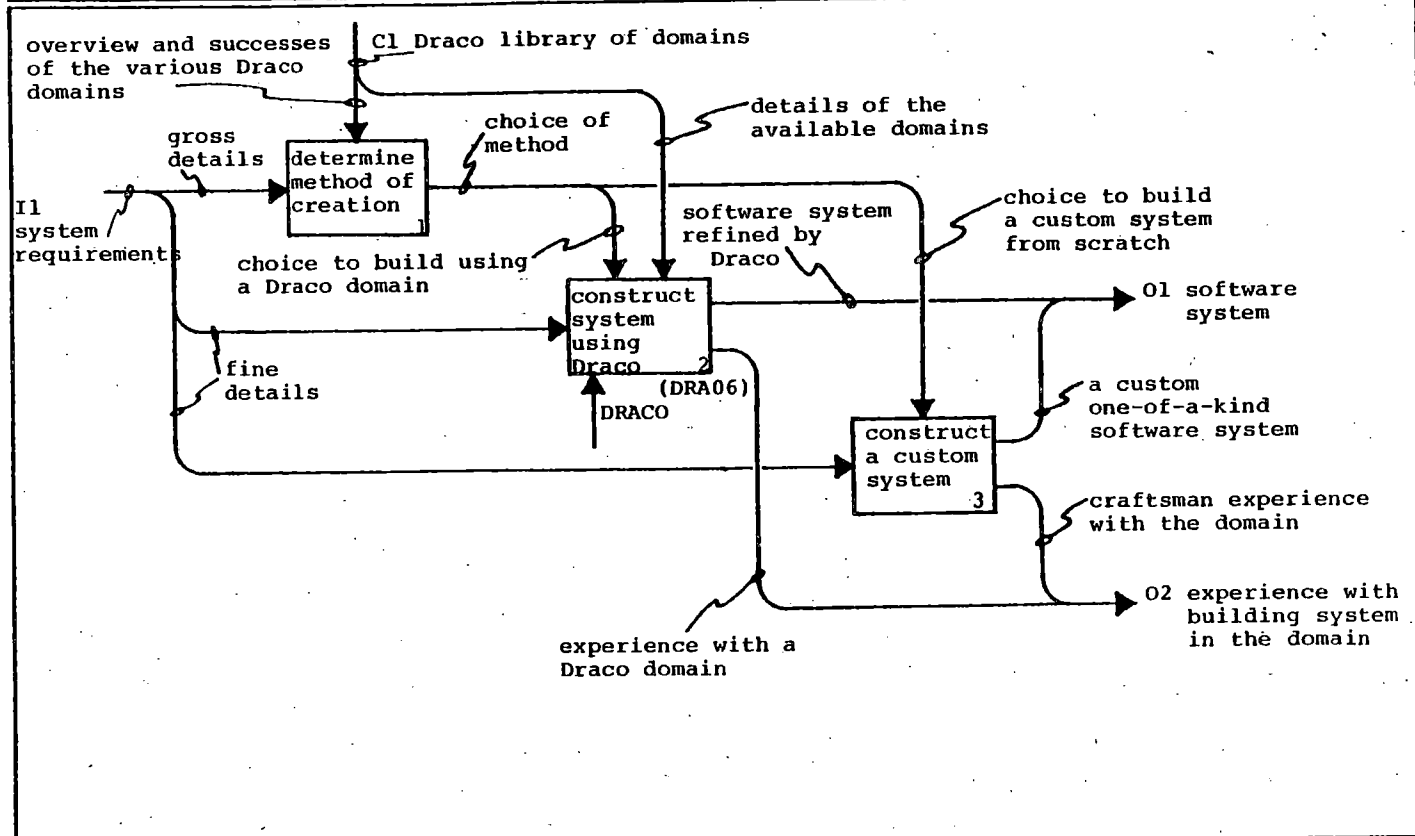 overview and successes
of the various Draco
domains
C1 Draco library of domains
details of the
available domains
choice of
method
gross
details
determine
method of
creation
1
I1
system
requirements
choice to build using
a Draco domain
software system
refined by
Draco
choice to build
a custom system
from scratch
construct
system
using
Draco 2
(DRA06)
DRACO
O1 software
system
fine
details
a custom
one-of-a-kind
software system
construct
a custom
system
3
craftsman experience
with the domain
O2 experience with
building system
in the domain
experience with a
Draco domain